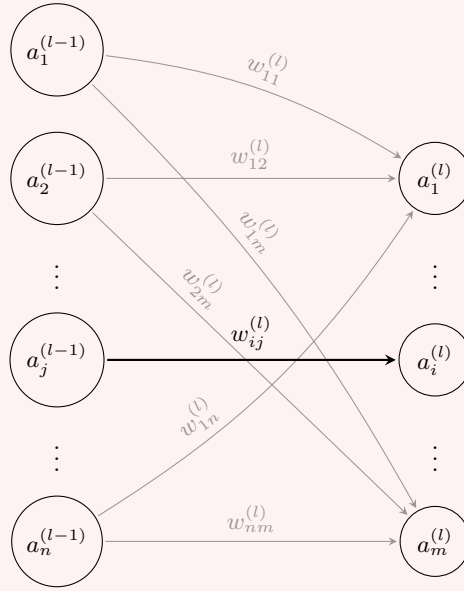 a_1^{(l-1)}
w_{11}^{(l)}
a_2^{(l-1)}
w_{12}^{(l)}
a_1^{(l)}
w_{1m}^{(l)}
w_{2m}^{(l)}
⋮
⋮
a_j^{(l-1)}
w_{ij}^{(l)}
a_i^{(l)}
w_{1n}^{(l)}
⋮
⋮
a_n^{(l-1)}
w_{nm}^{(l)}
a_m^{(l)}